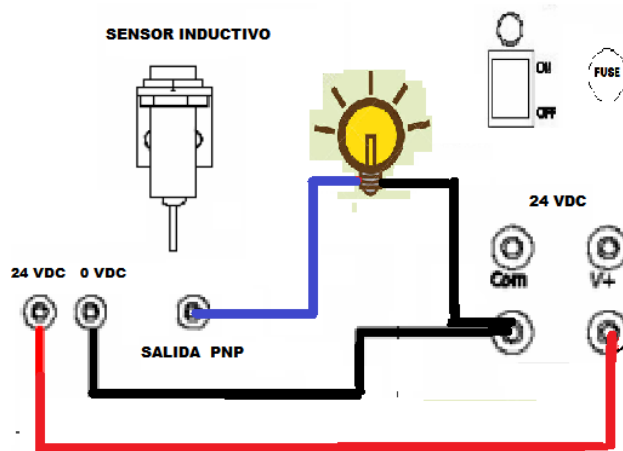 SENSOR INDUCTIVO
ON
FUSE
OFF
24 VDC
24 VDC
0 VDC
Com
V+
SALIDA PNP